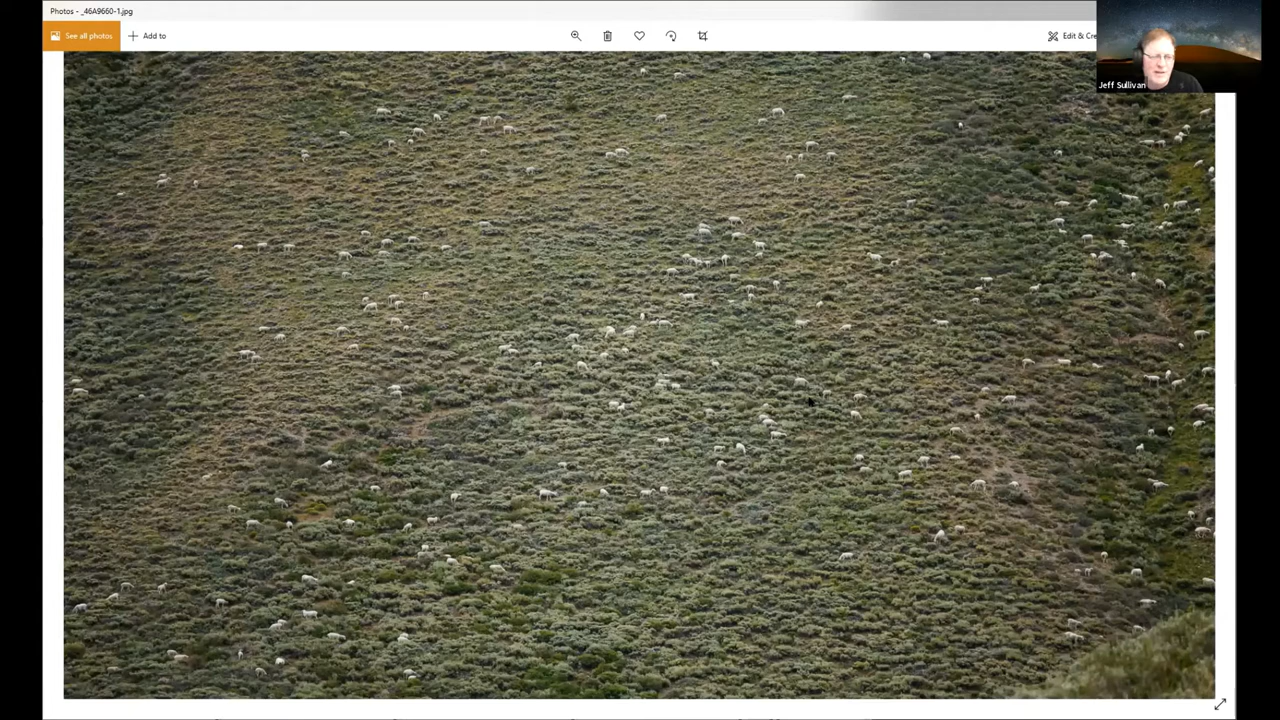 Photos - _46A9660-1.jpg
See all photos
Add to
Edit & Cre
Jeff Sullivan